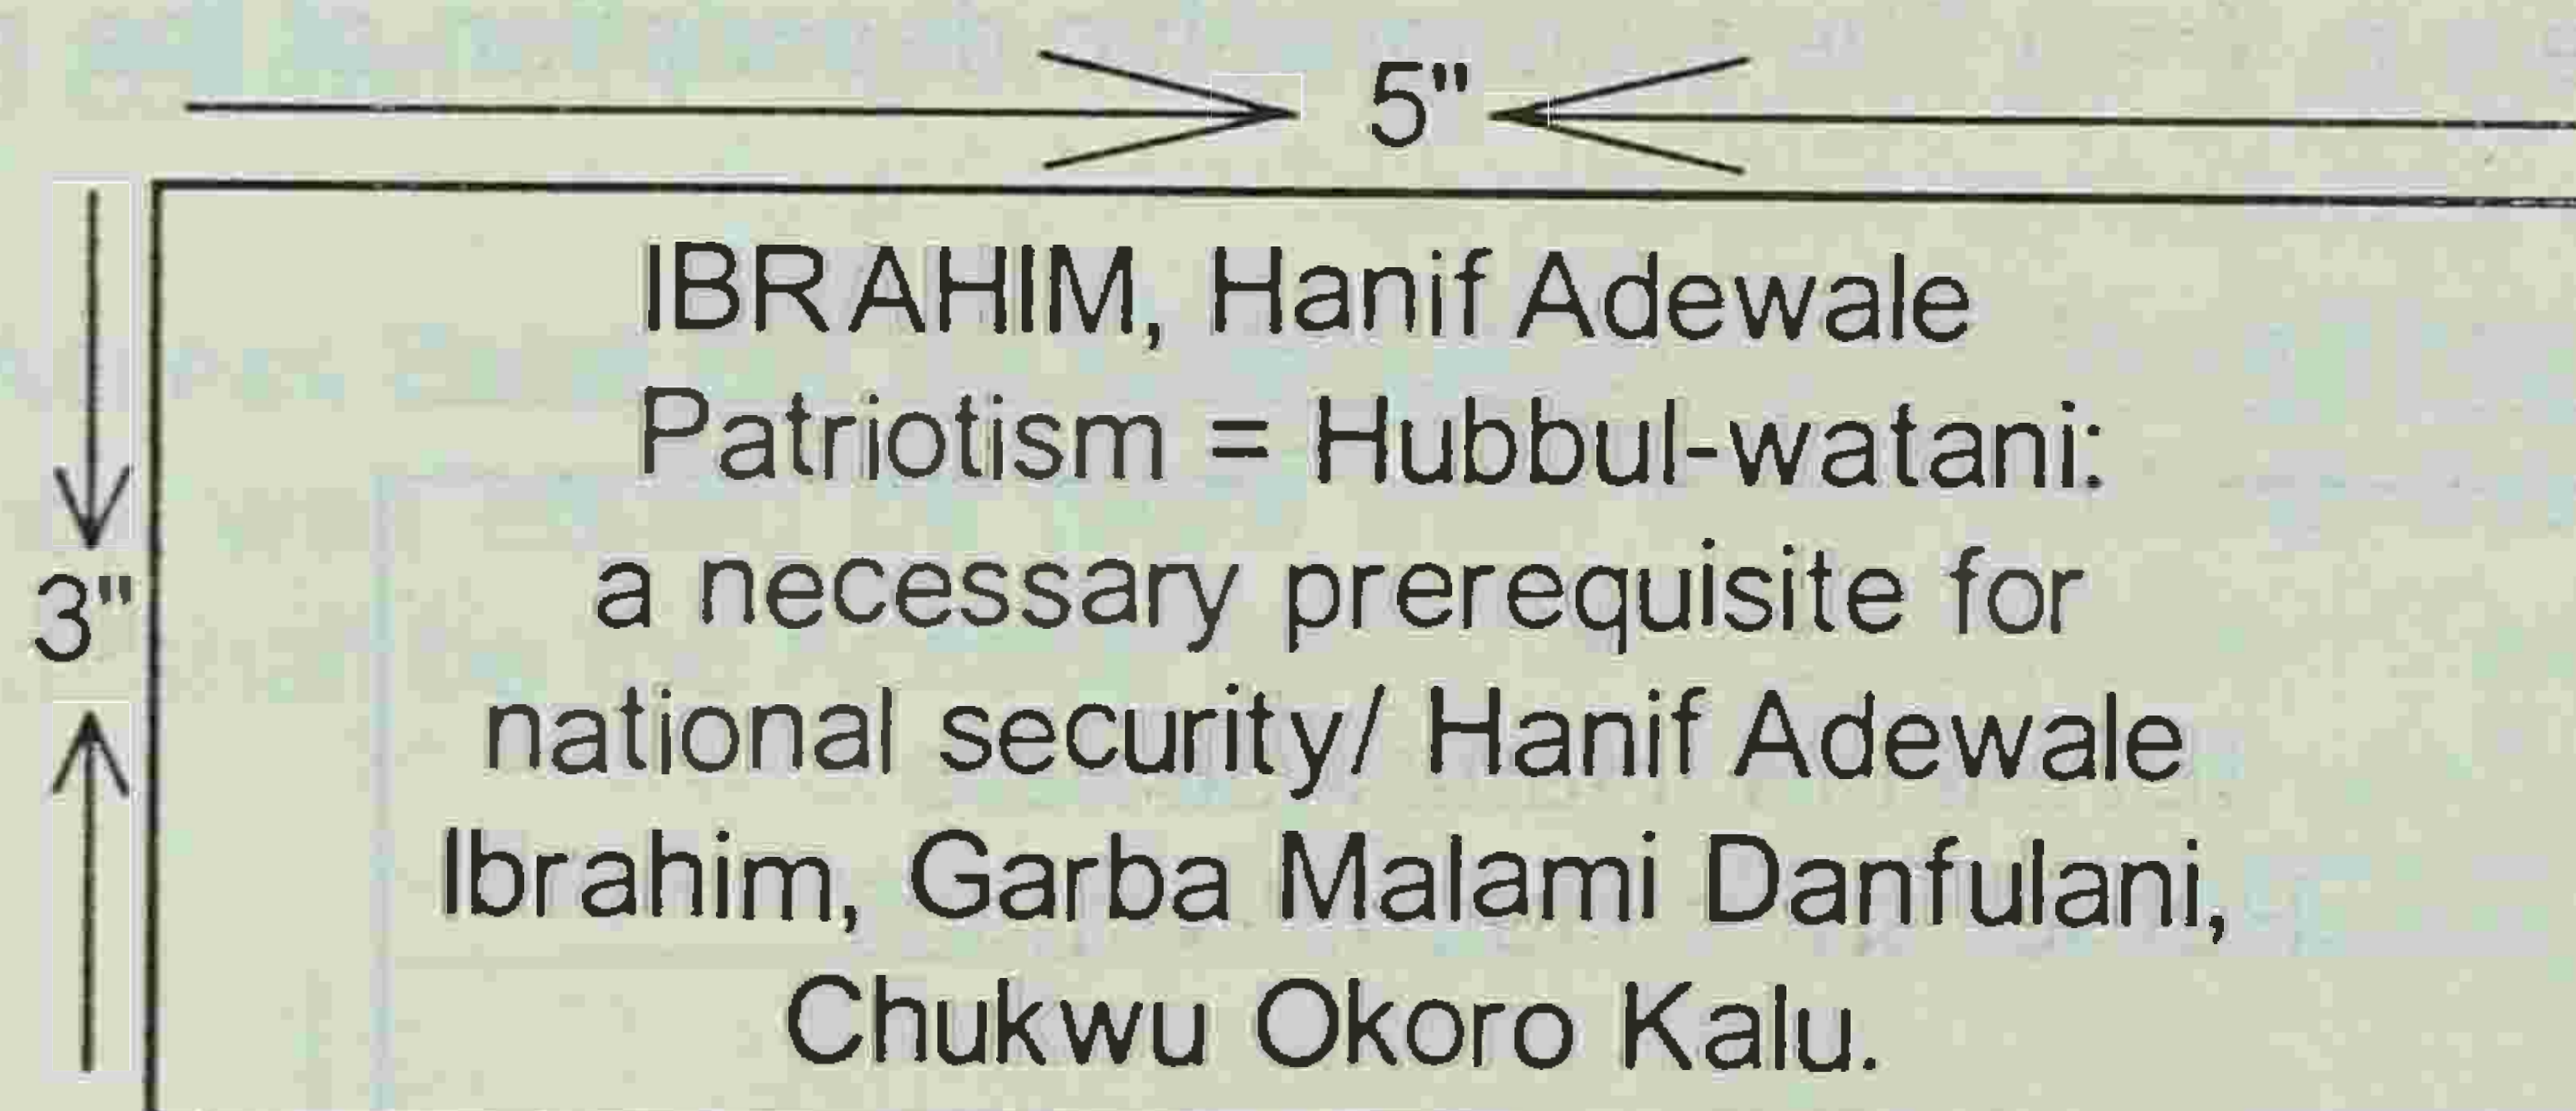 5"
3"
IBRAHIM, Hanif Adewale
Patriotism = Hubbul-watani:
a necessary prerequisite for
national security/ Hanif Adewale
Ibrahim, Garba Malami Danfulani,
Chukwu Okoro Kalu.